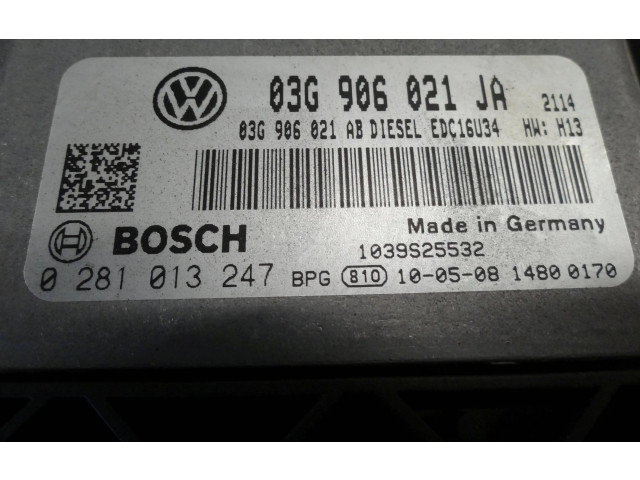 03G 906 021 JA 2114
03G 906 021 AB DIESEL EDC16U34 HW: H13
BOSCH Made in Germany
1039S25532
0 281 013 247 BPG 810 10-05-08 1480 0170